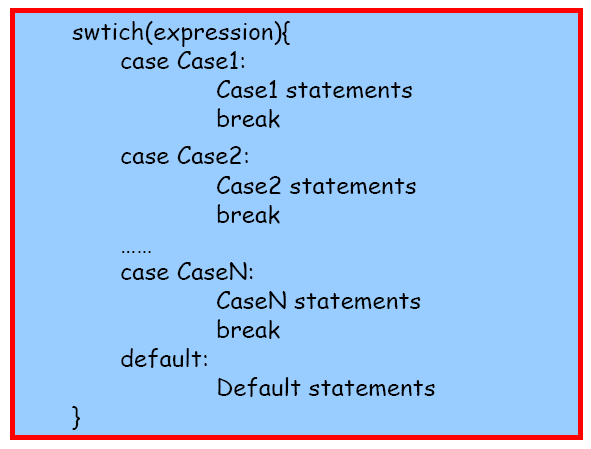 swtich(expression){
case Case1:
Case1 statements
break
case Case2:
Case2 statements
break
......
case CaseN:
CaseN statements
break
default:
Default statements
}